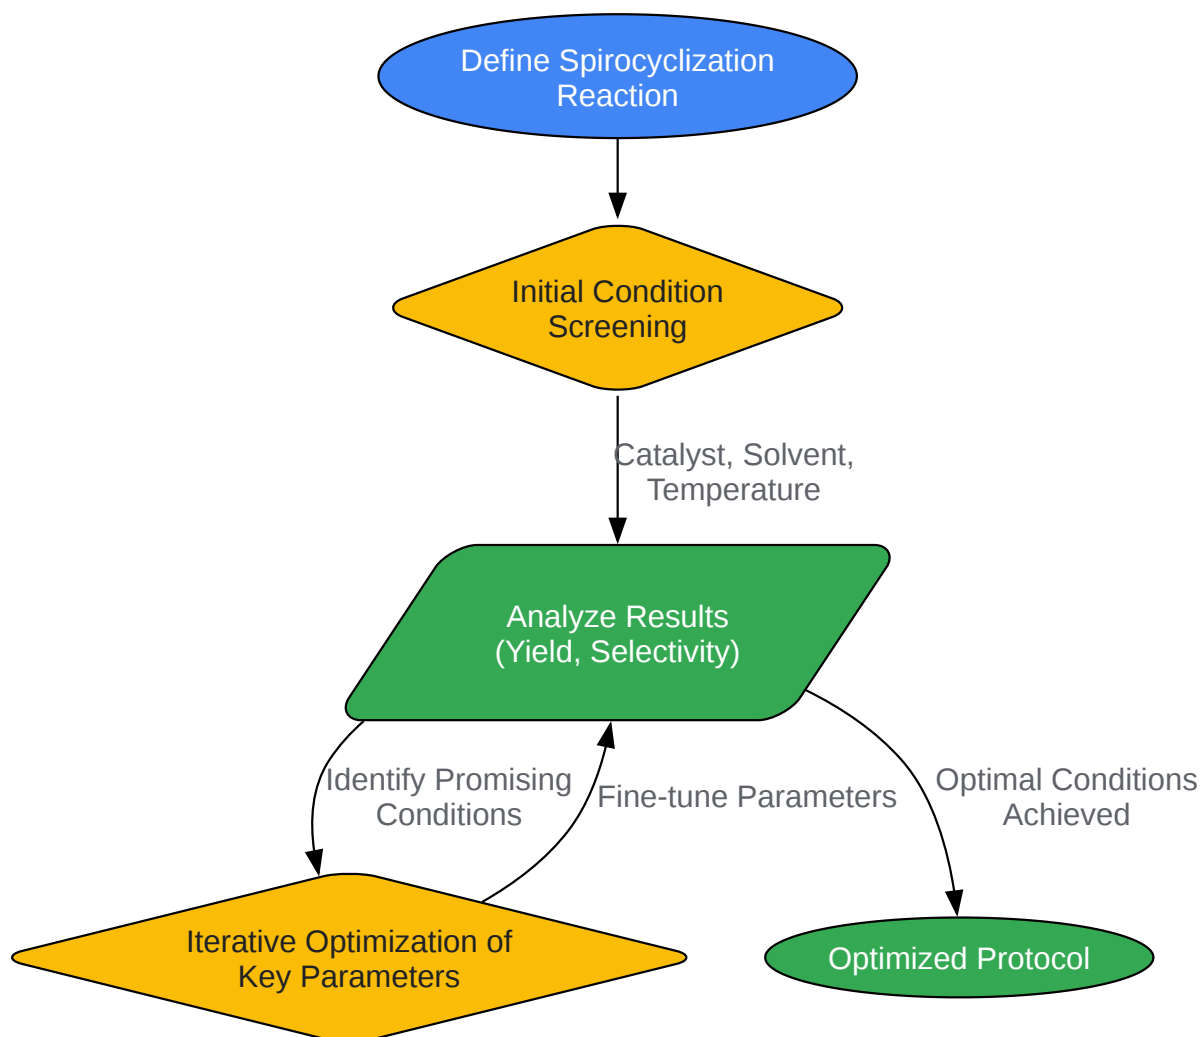 Define Spirocyclization
Reaction
Initial Condition
Screening
Catalyst, Solvent,
Temperature
Analyze Results
(Yield, Selectivity)
Identify Promising
Conditions
Fine-tune Parameters
Optimal Conditions
Achieved
Iterative Optimization of
Key Parameters
Optimized Protocol